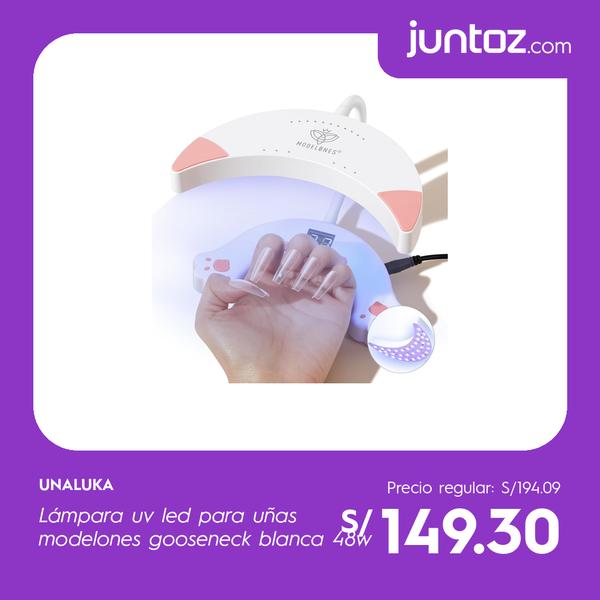 juntoz.com
MODELONES®
UNALUKA
Precio regular: S/194.09
Lámpara uv led para uñas
modelones gooseneck blanca 48w
S/149.30